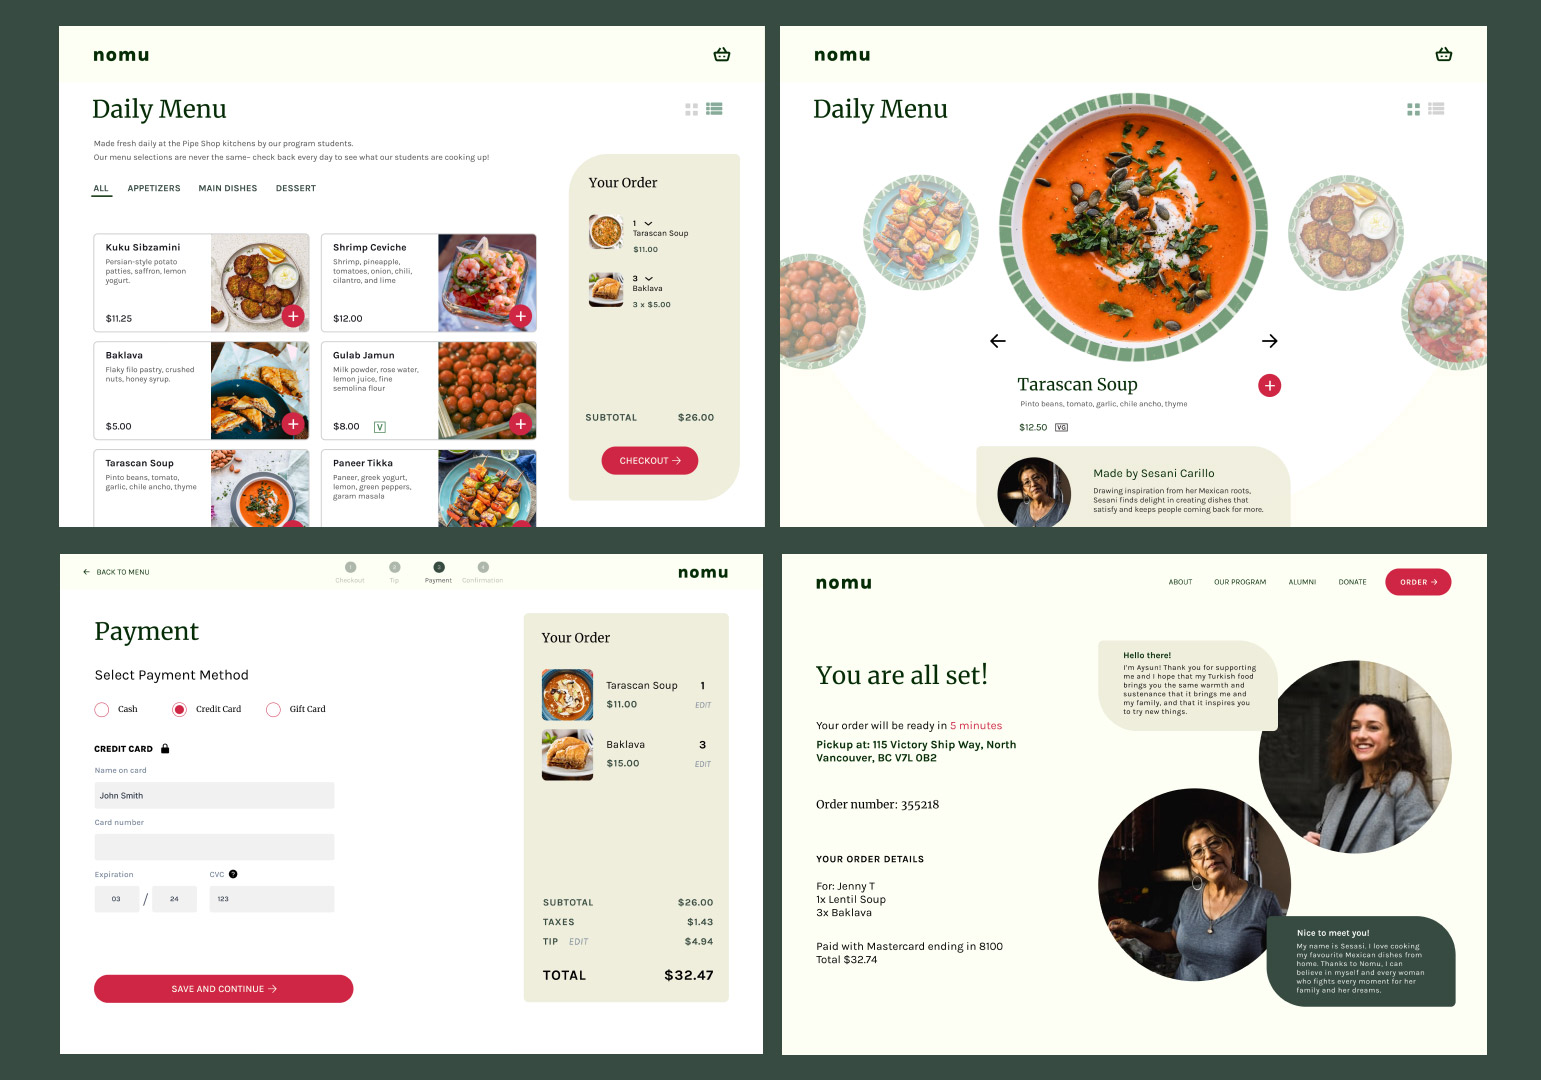 nomu
Daily Menu
Made fresh daily at the Pipe Shop kitchens by our program students.
Our menu selections are never the same– check back every day to see what our students are cooking up!
ALL APPETIZERS MAIN DISHES DESSERT
Kuku Sibzamini
Persian-style potato
patties, saffron, lemon
yogurt.
$11.25
Shrimp Ceviche
Shrimp, pineapple,
tomatoes, onion, chili,
cilantro, and lime
$12.00
Baklava
Flaky filo pastry, crushed
nuts, honey syrup.
$5.00
Gulab Jamun
Milk powder, rose water,
lemon juice, fine
semolina flour
$8.00 V
Tarascan Soup
Pinto beans, tomato,
garlic, chile ancho, thyme
Paneer Tikka
Paneer, greek yogurt,
lemon, green peppers,
garam masala
Your Order
1
Tarascan Soup
$11.00
3
Baklava
3 x $5.00
SUBTOTAL $26.00
CHECKOUT →
nomu
Daily Menu
Tarascan Soup
Pinto beans, tomato, garlic, chile ancho, thyme
$12.50 VG
Made by Sesani Carillo
Drawing inspiration from her Mexican roots,
Sesani finds delight in creating dishes that
satisfy and keeps people coming back for more.
← BACK TO MENU
1 2 3 4
Checkout Tip Payment Confirmation
nomu
Payment
Select Payment Method
Cash Credit Card Gift Card
CREDIT CARD
Name on card
John Smith
Card number
Expiration CVC ?
03 / 24 123
SAVE AND CONTINUE →
Your Order
Tarascan Soup 1
$11.00 EDIT
Baklava 3
$15.00 EDIT
SUBTOTAL $26.00
TAXES $1.43
TIP EDIT $4.94
TOTAL $32.47
nomu
ABOUT OUR PROGRAM ALUMNI DONATE ORDER →
You are all set!
Your order will be ready in 5 minutes
Pickup at: 115 Victory Ship Way, North
Vancouver, BC V7L 0B2
Order number: 355218
YOUR ORDER DETAILS
For: Jenny T
1x Lentil Soup
3x Baklava
Paid with Mastercard ending in 8100
Total $32.74
Hello there!
I'm Aysun! Thank you for supporting
me and I hope that my Turkish food
brings you the same warmth and
sustenance that it brings me and
my family, and that it inspires you
to try new things.
Nice to meet you!
My name is Sesasi. I love cooking
my favourite Mexican dishes from
home. Thanks to Nomu, I can
believe in myself and every woman
who fights every moment for her
family and her dreams.